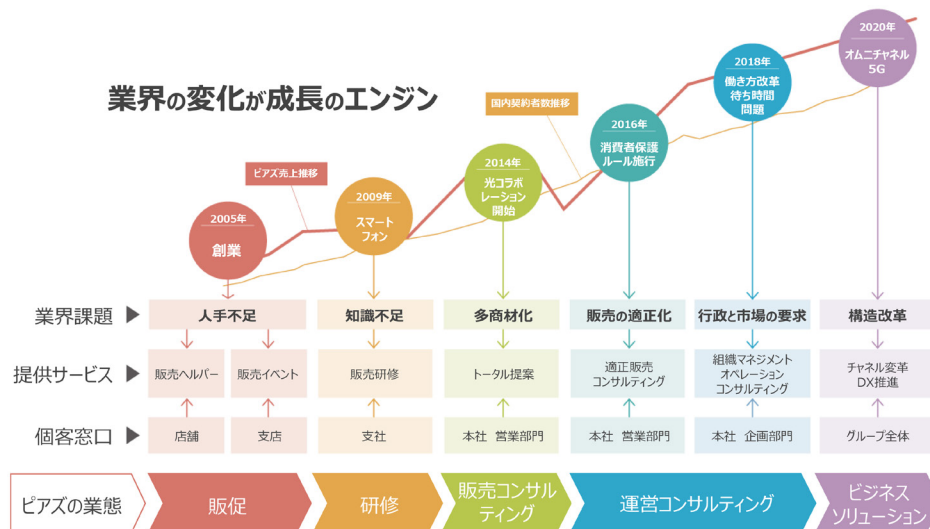 業界の変化が成長のエンジン
ピアズ売上推移
国内契約者数推移
2005年
創業
2009年
スマート
フォン
2014年
光コラボ
レーション
開始
2016年
消費者保護
ルール施行
2018年
働き方改革
待ち時間
問題
2020年
オムニチャネル
5G
業界課題 ▶
人手不足
知識不足
多商材化
販売の適正化
行政と市場の要求
構造改革
提供サービス ▶
販売ヘルパー
販売イベント
販売研修
トータル提案
適正販売
コンサルティング
組織マネジメント
オペレーション
コンサルティング
チャネル変革
DX推進
個客窓口 ▶
店舗
支店
支社
本社 営業部門
本社 営業部門
本社 企画部門
グループ全体
ピアズの業態
販促
研修
販売コンサル
ティング
運営コンサルティング
ビジネス
ソリューション